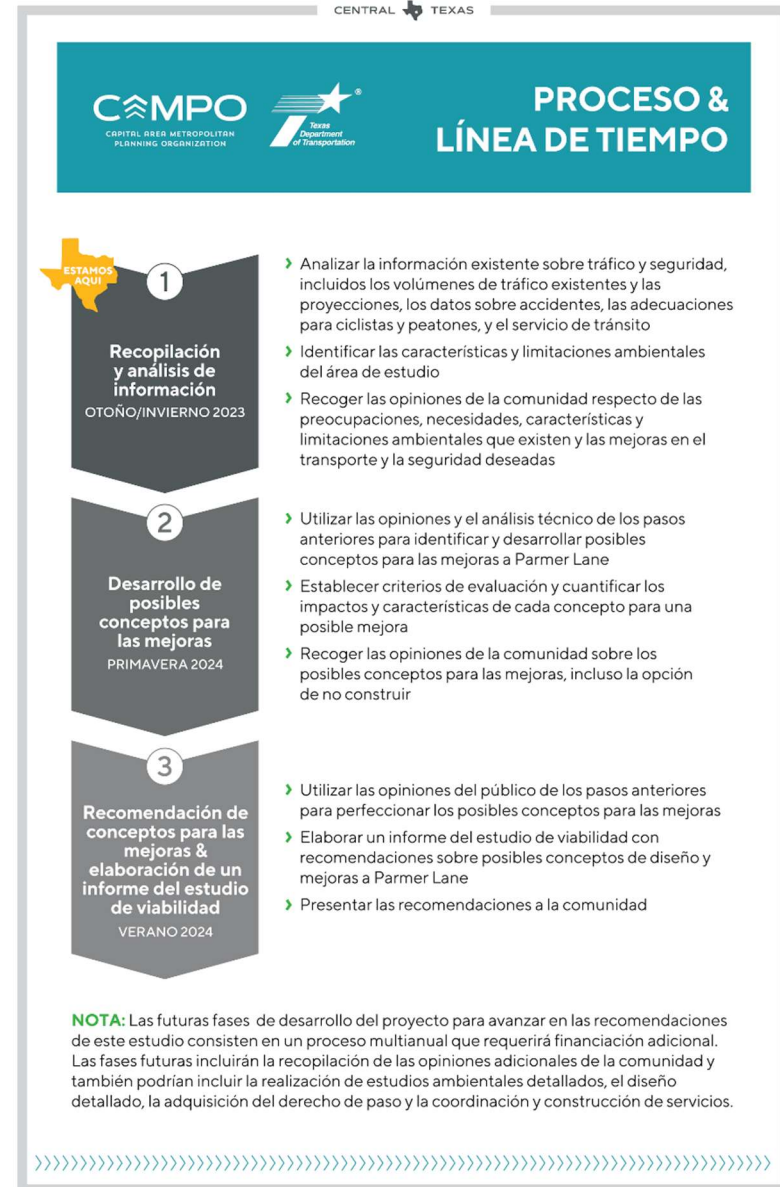 CENTRAL TEXAS
CAMPO
CAPITAL AREA METROPOLITAN
PLANNING ORGANIZATION
Texas
Department
of Transportation
®
PROCESO &
LÍNEA DE TIEMPO
ESTAMOS
AQUI
1
Recopilación
y análisis de
información
OTOÑO/INVIERNO 2023
› Analizar la información existente sobre tráfico y seguridad,
incluidos los volúmenes de tráfico existentes y las
proyecciones, los datos sobre accidentes, las adecuaciones
para ciclistas y peatones, y el servicio de tránsito
› Identificar las características y limitaciones ambientales
del área de estudio
› Recoger las opiniones de la comunidad respecto de las
preocupaciones, necesidades, características y
limitaciones ambientales que existen y las mejoras en el
transporte y la seguridad deseadas
2
Desarrollo de
posibles
conceptos para
las mejoras
PRIMAVERA 2024
› Utilizar las opiniones y el análisis técnico de los pasos
anteriores para identificar y desarrollar posibles
conceptos para las mejoras a Parmer Lane
› Establecer criterios de evaluación y cuantificar los
impactos y características de cada concepto para una
posible mejora
› Recoger las opiniones de la comunidad sobre los
posibles conceptos para las mejoras, incluso la opción
de no construir
3
Recomendación de
conceptos para las
mejoras &
elaboración de un
informe del estudio
de viabilidad
VERANO 2024
› Utilizar las opiniones del público de los pasos anteriores
para perfeccionar los posibles conceptos para las mejoras
› Elaborar un informe del estudio de viabilidad con
recomendaciones sobre posibles conceptos de diseño y
mejoras a Parmer Lane
› Presentar las recomendaciones a la comunidad
NOTA: Las futuras fases de desarrollo del proyecto para avanzar en las recomendaciones
de este estudio consisten en un proceso multianual que requerirá financiación adicional.
Las fases futuras incluirán la recopilación de las opiniones adicionales de la comunidad y
también podrían incluir la realización de estudios ambientales detallados, el diseño
detallado, la adquisición del derecho de paso y la coordinación y construcción de servicios.